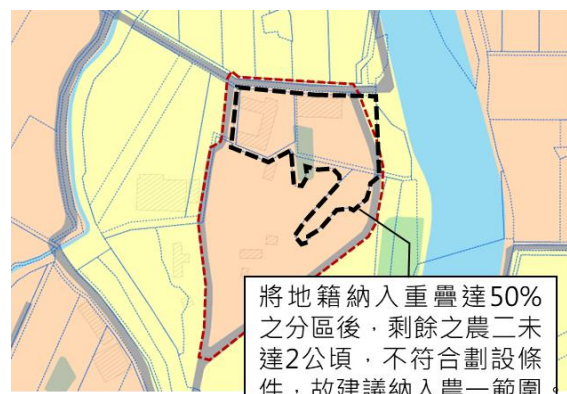 將地籍納入重疊達50%
之分區後，剩餘之農二未
達2公頃，不符合劃設條
件，故建議納入農一範圍。